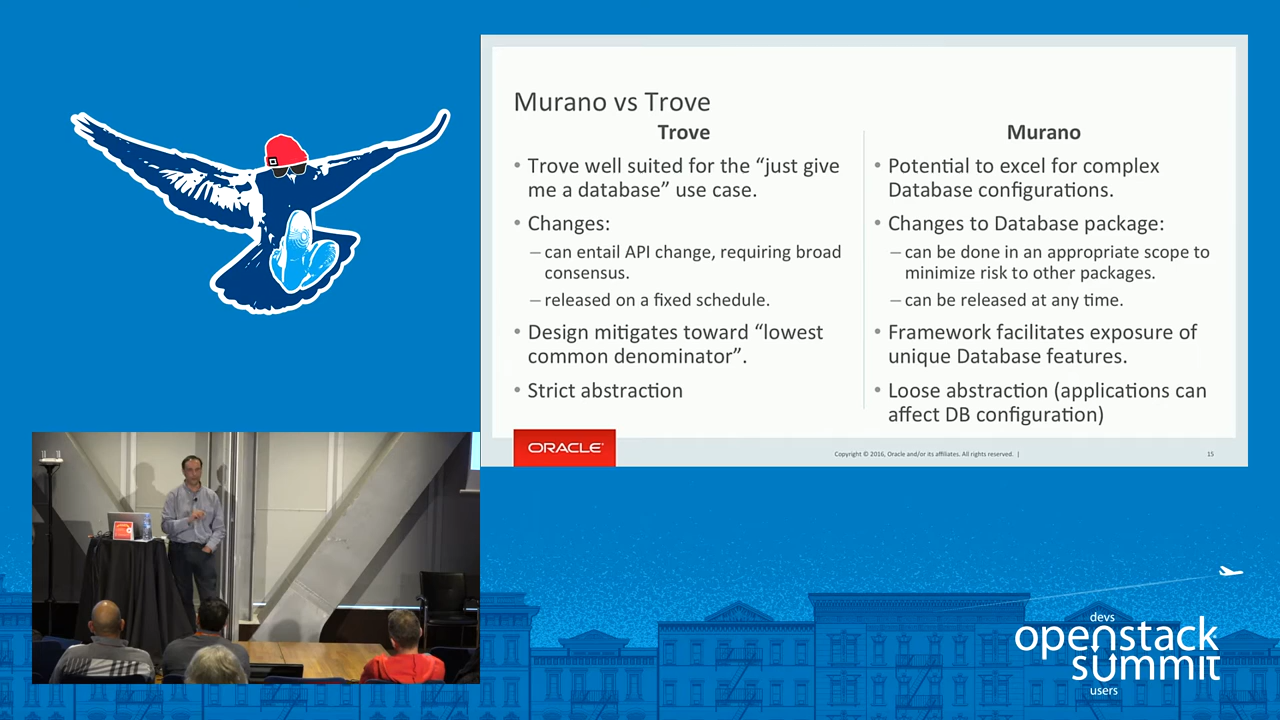 Murano vs Trove
Trove
• Trove well suited for the “just give
me a database” use case.
• Changes:
– can entail API change, requiring broad
consensus.
– released on a fixed schedule.
• Design mitigates toward “lowest
common denominator”.
• Strict abstraction
Murano
• Potential to excel for complex
Database configurations.
• Changes to Database package:
– can be done in an appropriate scope to
minimize risk to other packages.
– can be released at any time.
• Framework facilitates exposure of
unique Database features.
• Loose abstraction (applications can
affect DB configuration)
ORACLE®
Copyright © 2016, Oracle and/or its affiliates. All rights reserved. |
15
devs
openstack
summit
users